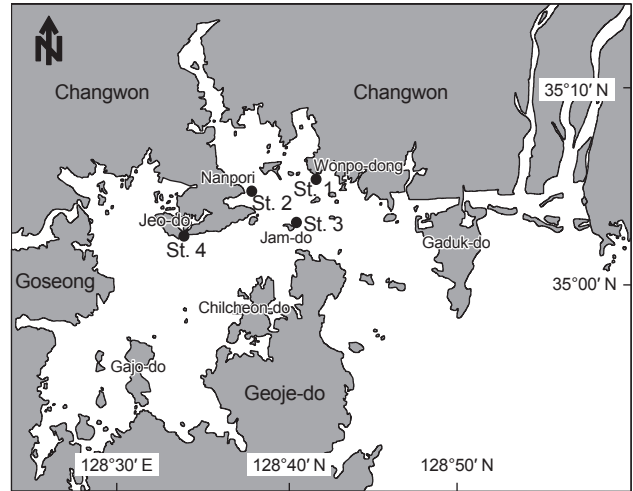 N
Changwon
Changwon
35°10′ N
Wonpo-dong
Nanpori
St. 1
St. 2
Jeo-do
St. 3
St. 4
Jam-do
Gaduk-do
Goseong
35°00′ N
Chilcheon-do
Gajo-do
Geoje-do
128°30′ E
128°40′ N
128°50′ N